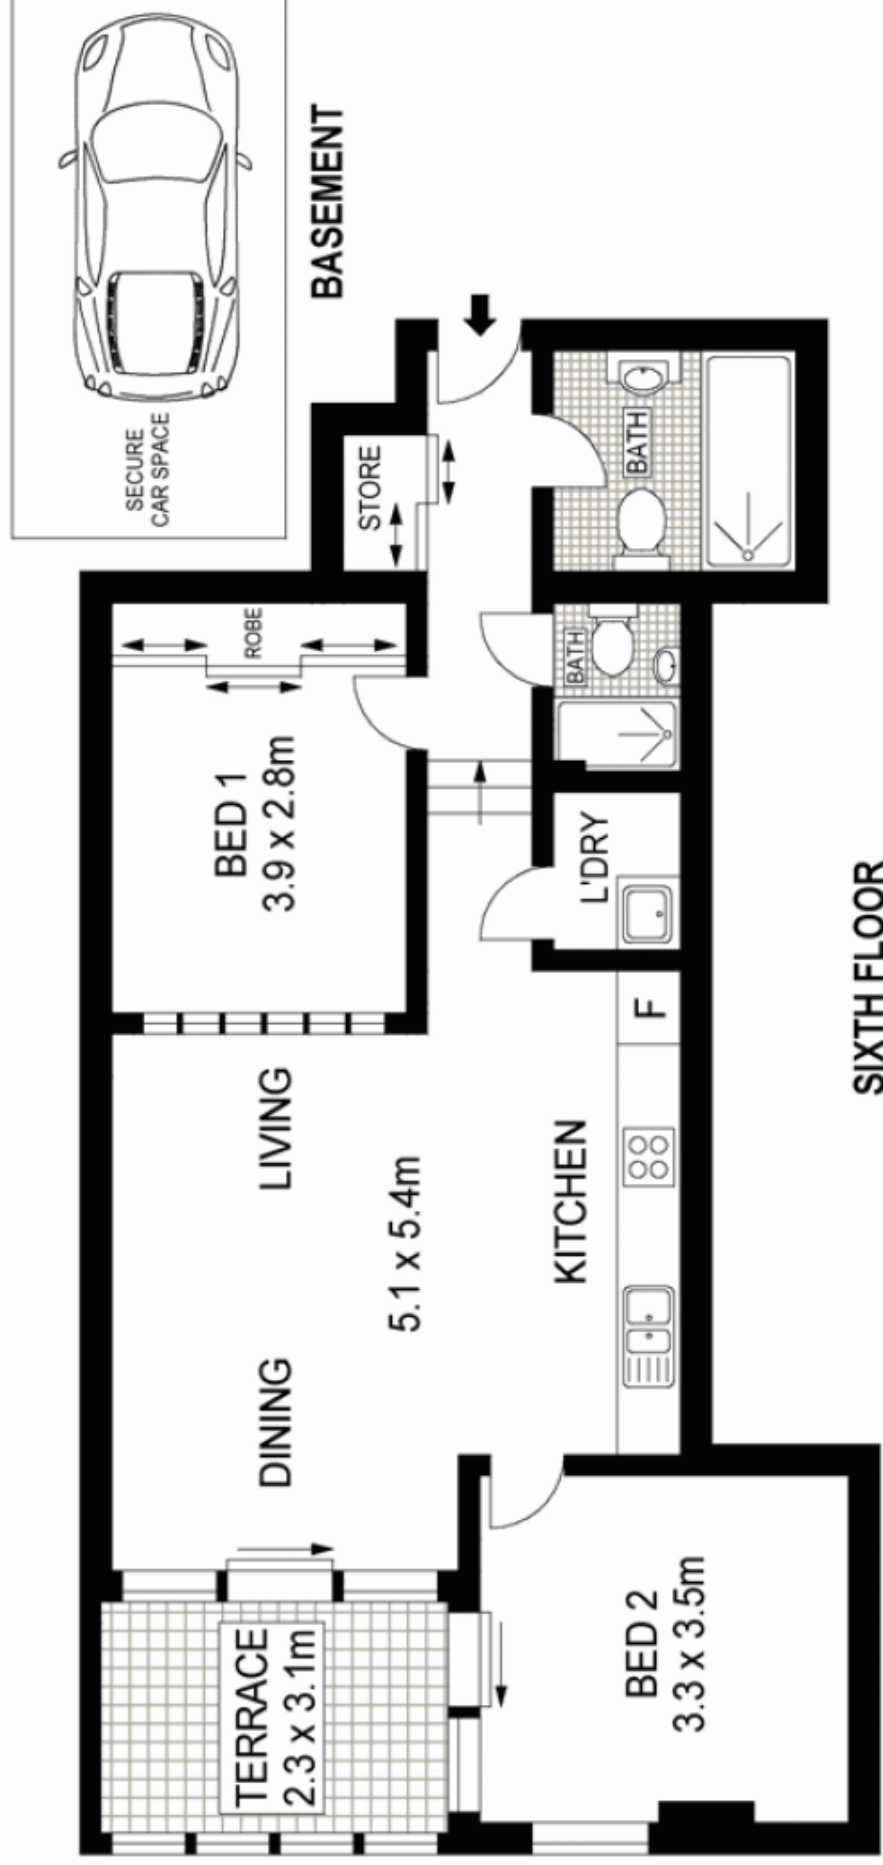 SECURE
CAR SPACE
BASEMENT
STORE
BATH
ROBE
BATH
BED 1
3.9 x 2.8m
L'DRY
F
LIVING
5.1 x 5.4m
KITCHEN
DINING
TERRACE
2.3 x 3.1m
BED 2
3.3 x 3.5m
SIXTH FLOOR